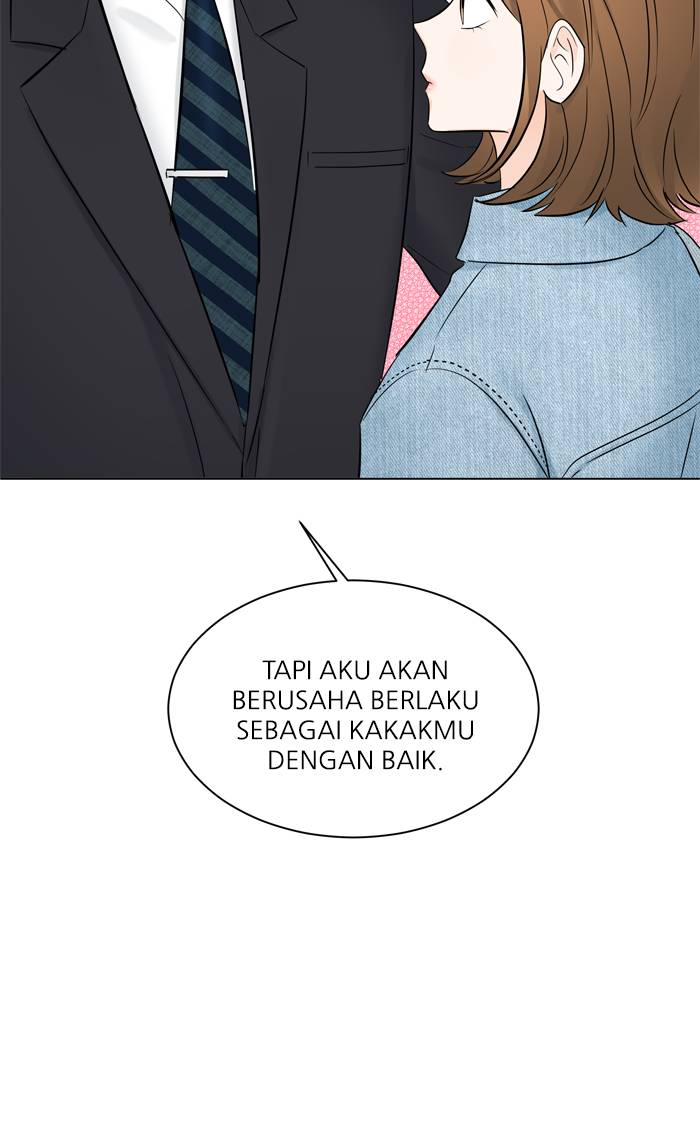 TAPI AKU AKAN
BERUSAHA BERLAKU
SEBAGAI KAKAKMU
DENGAN BAIK.